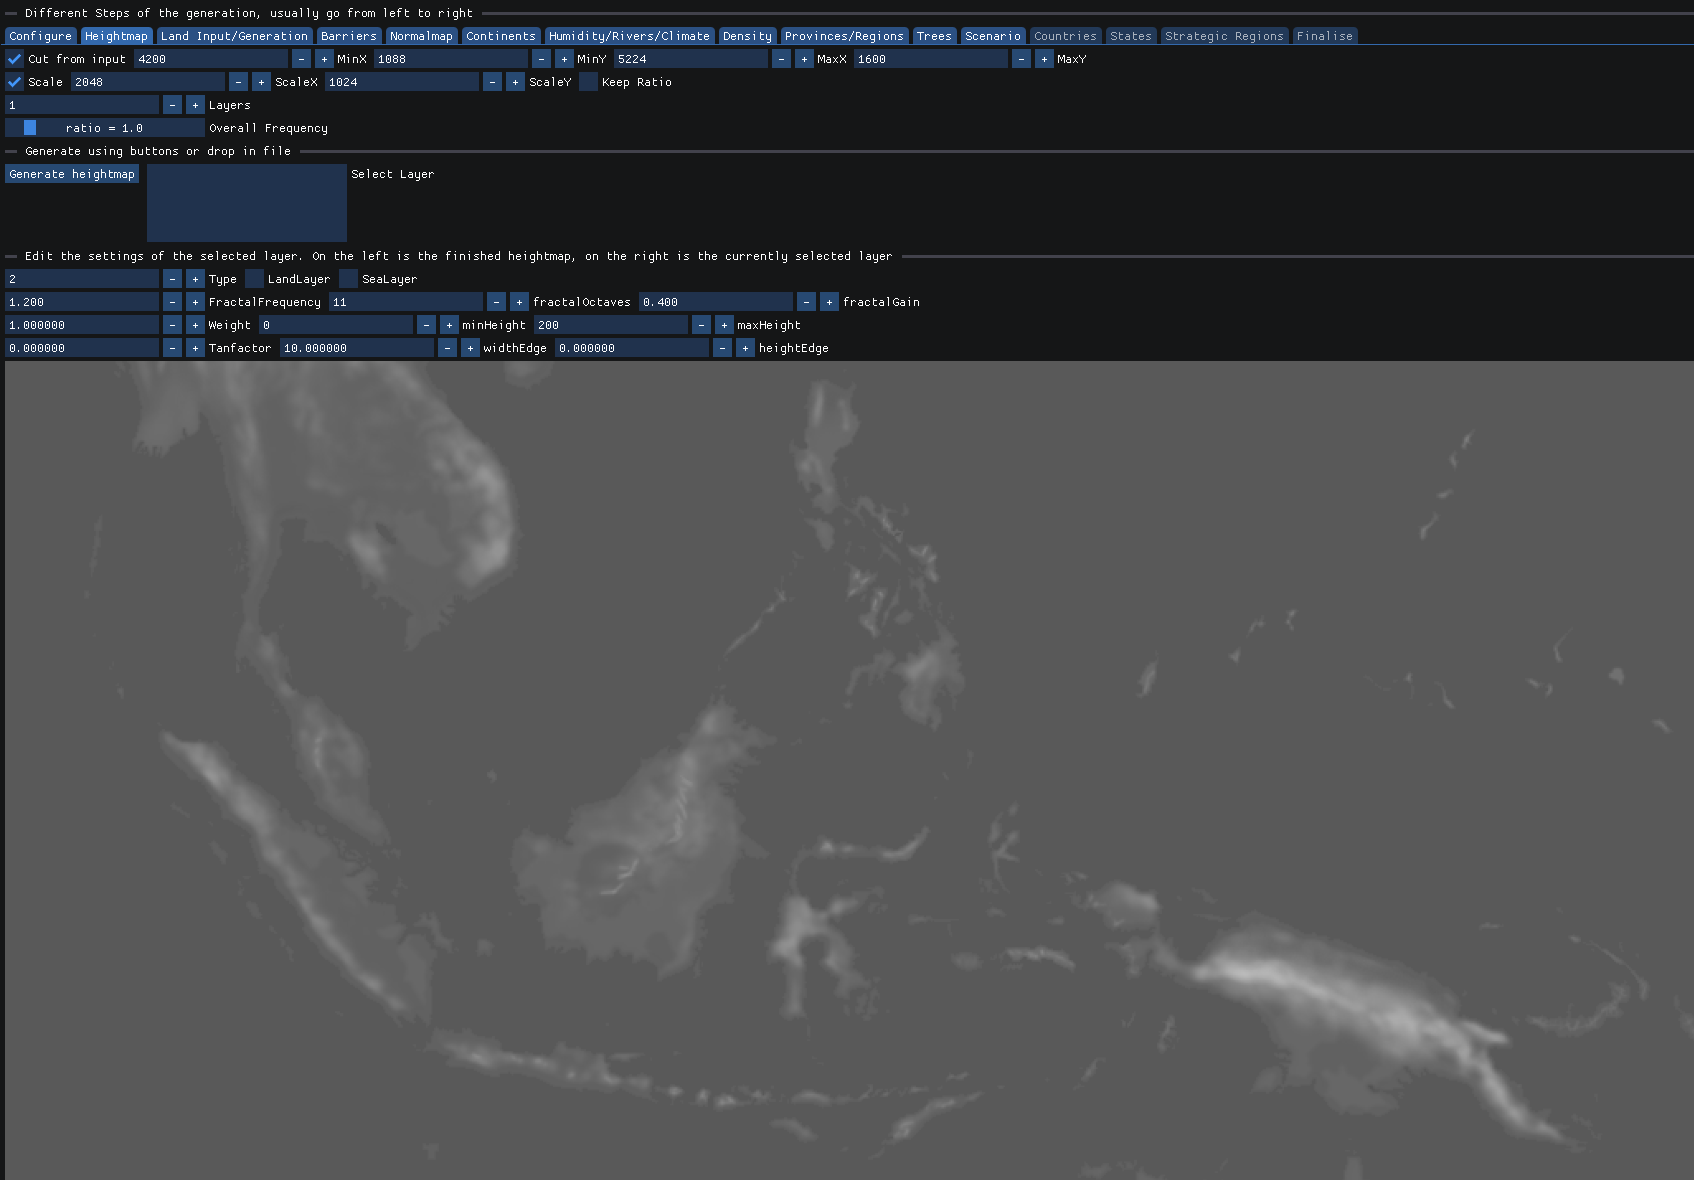 Different Steps of the generation, usually go from left to right
Configure Heightmap Land Input/Generation Barriers Normalmap Continents Humidity/Rivers/Climate Density Provinces/Regions Trees Scenario Countries States Strategic Regions Finalise
Cut from input 4200 - + MinX 1088 - + MinY 5224 - + MaxX 1600 - + MaxY
Scale 2048 - + ScaleX 1024 - + ScaleY Keep Ratio
1 - + Layers
ratio = 1.0 Overall Frequency
Generate using buttons or drop in file
Generate heightmap Select Layer
Edit the settings of the selected layer. On the left is the finished heightmap, on the right is the currently selected layer
2 - + Type LandLayer SeaLayer
1.200 - + FractalFrequency 11 - + fractalOctaves 0.400 - + fractalGain
1.000000 - + Weight 0 - + minHeight 200 - + maxHeight
0.000000 - + Tanfactor 10.000000 - + widthEdge 0.000000 - + heightEdge